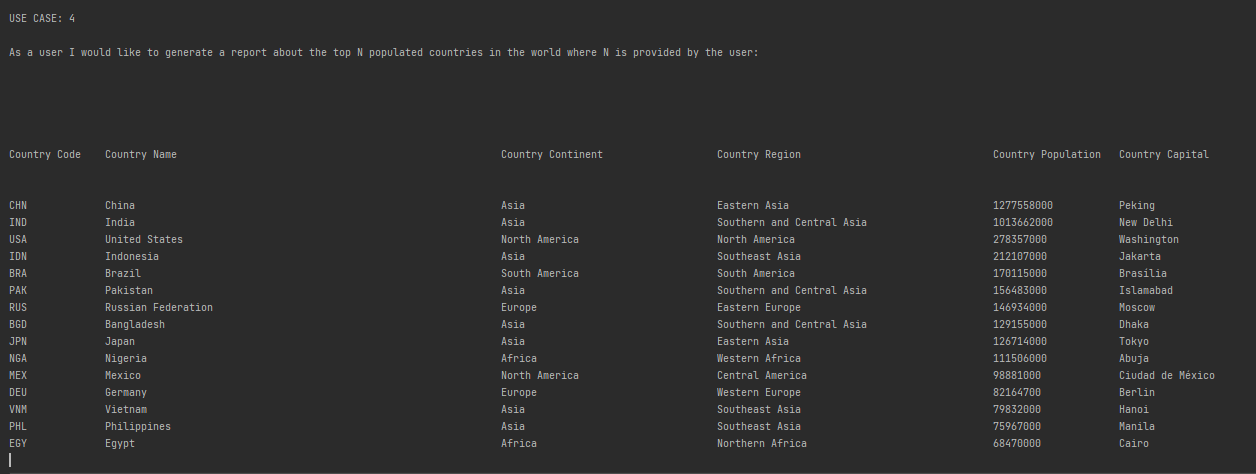 USE CASE: 4
As a user I would like to generate a report about the top N populated countries in the world where N is provided by the user:
Country Code Country Name Country Continent Country Region Country Population Country Capital
CHN China Asia Eastern Asia 1277558000 Peking
IND India Asia Southern and Central Asia 1013662000 New Delhi
USA United States North America North America 278357000 Washington
IDN Indonesia Asia Southeast Asia 212107000 Jakarta
BRA Brazil South America South America 170115000 Brasilia
PAK Pakistan Asia Southern and Central Asia 156483000 Islamabad
RUS Russian Federation Europe Eastern Europe 146934000 Moscow
BGD Bangladesh Asia Southern and Central Asia 129155000 Dhaka
JPN Japan Asia Eastern Asia 126714000 Tokyo
NGA Nigeria Africa Western Africa 111506000 Abuja
MEX Mexico North America Central America 98881000 Ciudad de México
DEU Germany Europe Western Europe 82164700 Berlin
VNM Vietnam Asia Southeast Asia 79832000 Hanoi
PHL Philippines Asia Southeast Asia 75967000 Manila
EGY Egypt Africa Northern Africa 68470000 Cairo